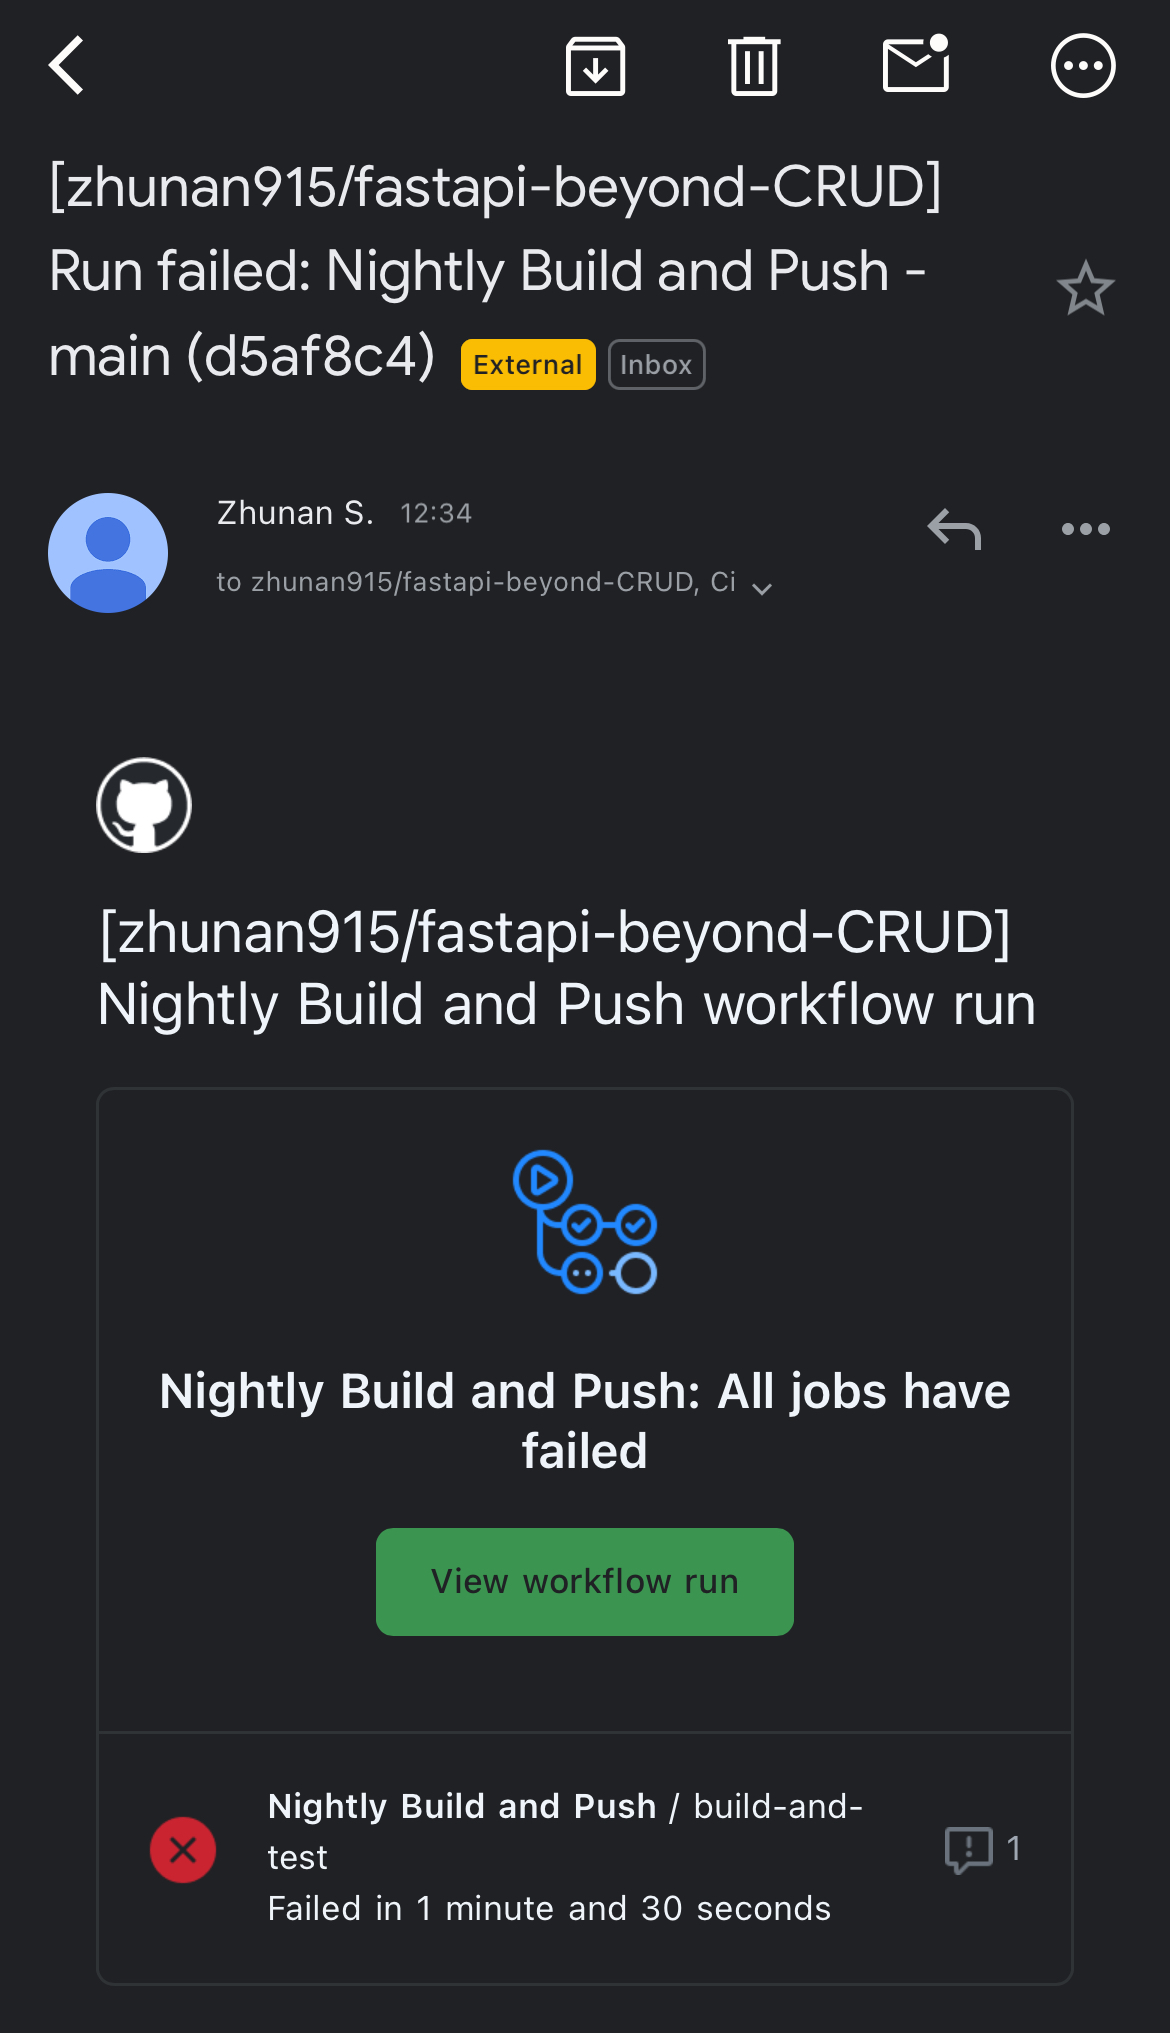 [zhunan915/fastapi-beyond-CRUD]
Run failed: Nightly Build and Push -
main (d5af8c4) External Inbox
Zhunan S. 12:34
to zhunan915/fastapi-beyond-CRUD, Ci
[zhunan915/fastapi-beyond-CRUD]
Nightly Build and Push workflow run
Nightly Build and Push: All jobs have
failed
View workflow run
Nightly Build and Push / build-and-
test
Failed in 1 minute and 30 seconds
1